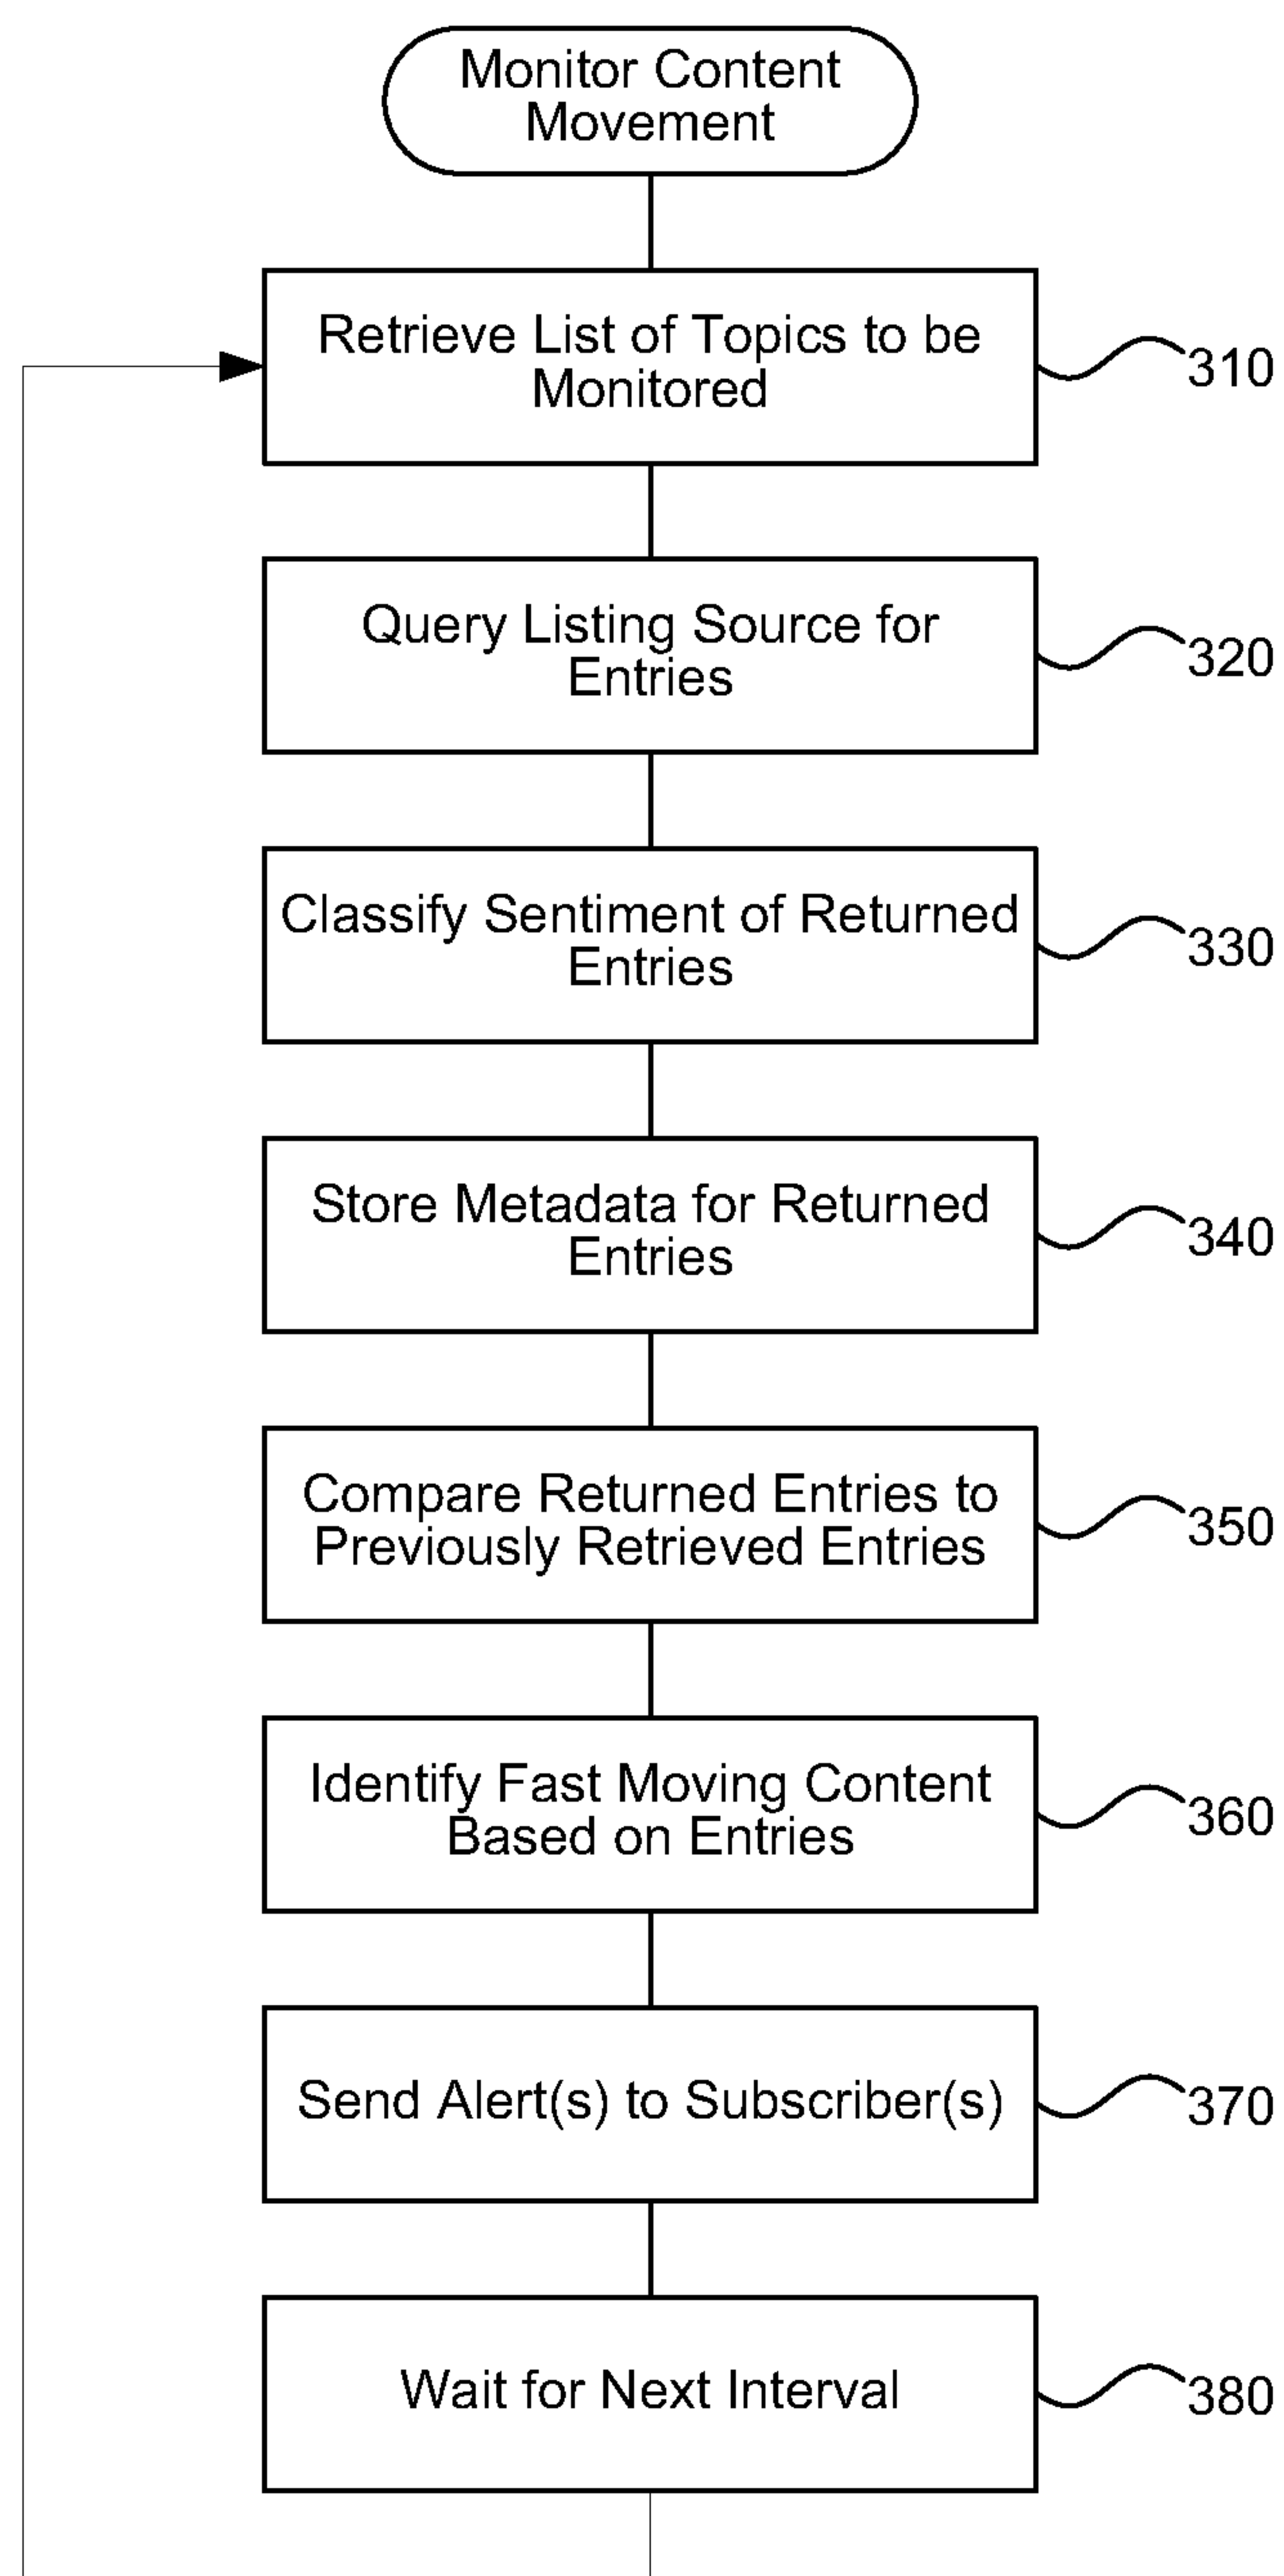 Monitor Content
Movement
Retrieve List of Topics to be
Monitored
310
Query Listing Source for
Entries
320
Classify Sentiment of Returned
Entries
330
Store Metadata for Returned
Entries
340
Compare Returned Entries to
Previously Retrieved Entries
350
Identify Fast Moving Content
Based on Entries
360
Send Alert(s) to Subscriber(s)
370
Wait for Next Interval
380